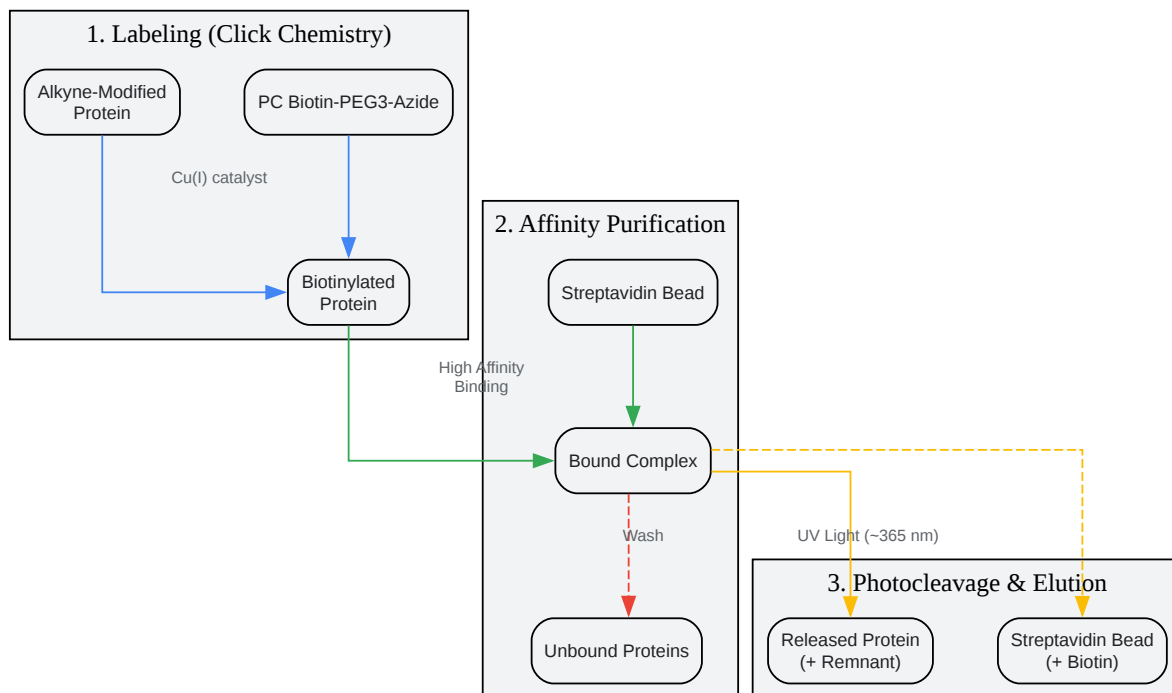 1. Labeling (Click Chemistry)
Alkyne-Modified
Protein
PC Biotin-PEG3-Azide
Cu(I) catalyst
Biotinylated
Protein
2. Affinity Purification
Streptavidin Bead
High Affinity
Binding
Bound Complex
Wash
Unbound Proteins
UV Light (~365 nm)
3. Photocleavage & Elution
Released Protein
(+ Remnant)
Streptavidin Bead
(+ Biotin)